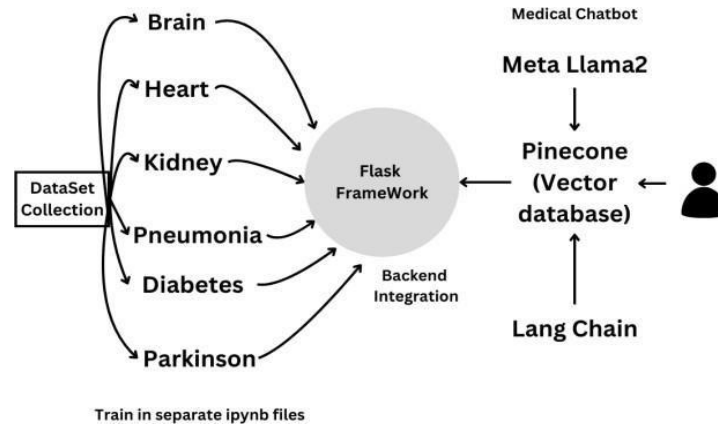 Brain
Heart
Kidney
Pneumonia
Diabetes
Parkinson
DataSet
Collection
Train in separate ipynb files
Flask
FrameWork
Backend
Integration
Medical Chatbot
Meta Llama2
Pinecone
(Vector
database)
Lang Chain